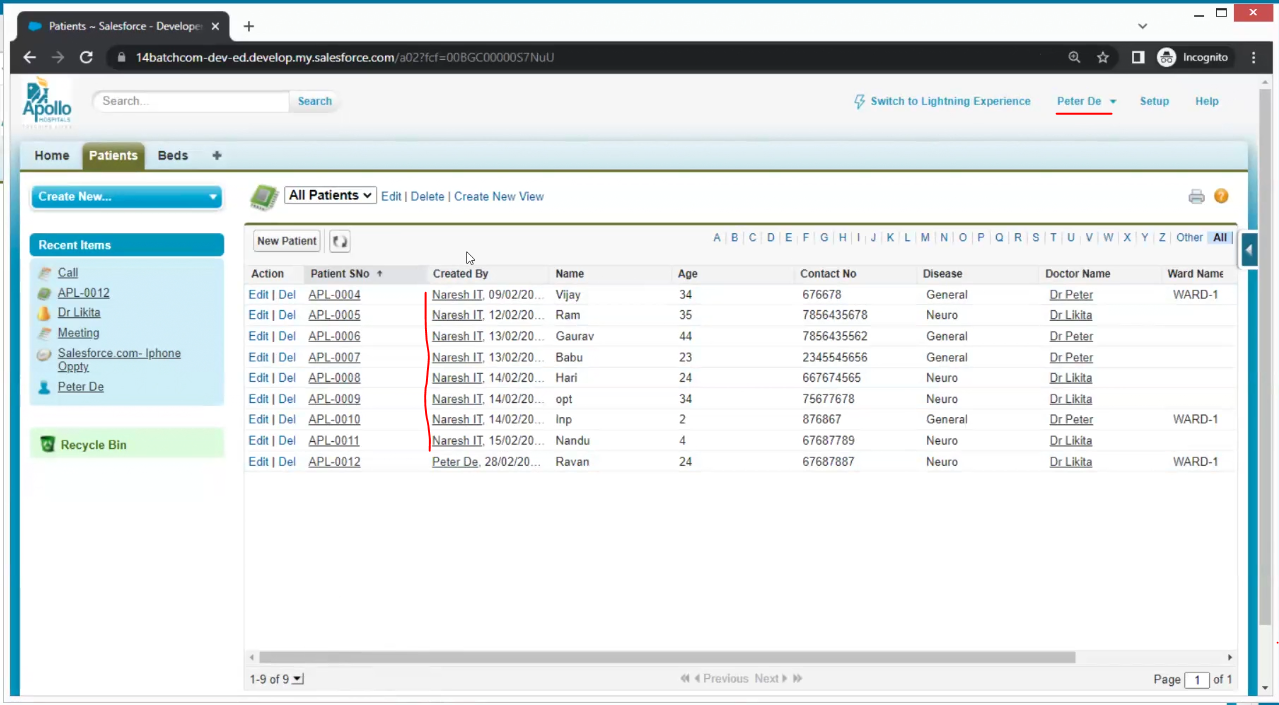 Patients ~ Salesforce - Develope
14batchcom-dev-ed.develop.my.salesforce.com/a02?fcf=00BGC00000S7NuU
Incognito
Apollo
HOSPITALS
Search...
Search
Switch to Lightning Experience
Peter De
Setup
Help
Home Patients Beds +
Create New...
All Patients Edit | Delete | Create New View
Recent Items
Call
APL-0012
Dr Likita
Meeting
Salesforce.com- Iphone
Oppty
Peter De
Recycle Bin
New Patient
A | B | C | D | E | F | G | H | I | J | K | L | M | N | O | P | Q | R | S | T | U | V | W | X | Y | Z | Other | All
Action Patient SNo Created By Name Age Contact No Disease Doctor Name Ward Name
Edit | Del APL-0004 Naresh IT, 09/02/20... Vijay 34 676678 General Dr Peter WARD-1
Edit | Del APL-0005 Naresh IT, 12/02/20... Ram 35 7856435678 Neuro Dr Likita
Edit | Del APL-0006 Naresh IT, 13/02/20... Gaurav 44 7856435562 General Dr Peter
Edit | Del APL-0007 Naresh IT, 13/02/20... Babu 23 2345545656 General Dr Peter
Edit | Del APL-0008 Naresh IT, 14/02/20... Hari 24 667674565 Neuro Dr Likita
Edit | Del APL-0009 Naresh IT, 14/02/20... opt 34 75677678 Neuro Dr Likita
Edit | Del APL-0010 Naresh IT, 14/02/20... Inp 2 876867 General Dr Peter WARD-1
Edit | Del APL-0011 Naresh IT, 15/02/20... Nandu 4 67687789 Neuro Dr Likita
Edit | Del APL-0012 Peter De, 28/02/20... Ravan 24 67687887 Neuro Dr Likita WARD-1
1-9 of 9
Previous Next
Page 1 of 1